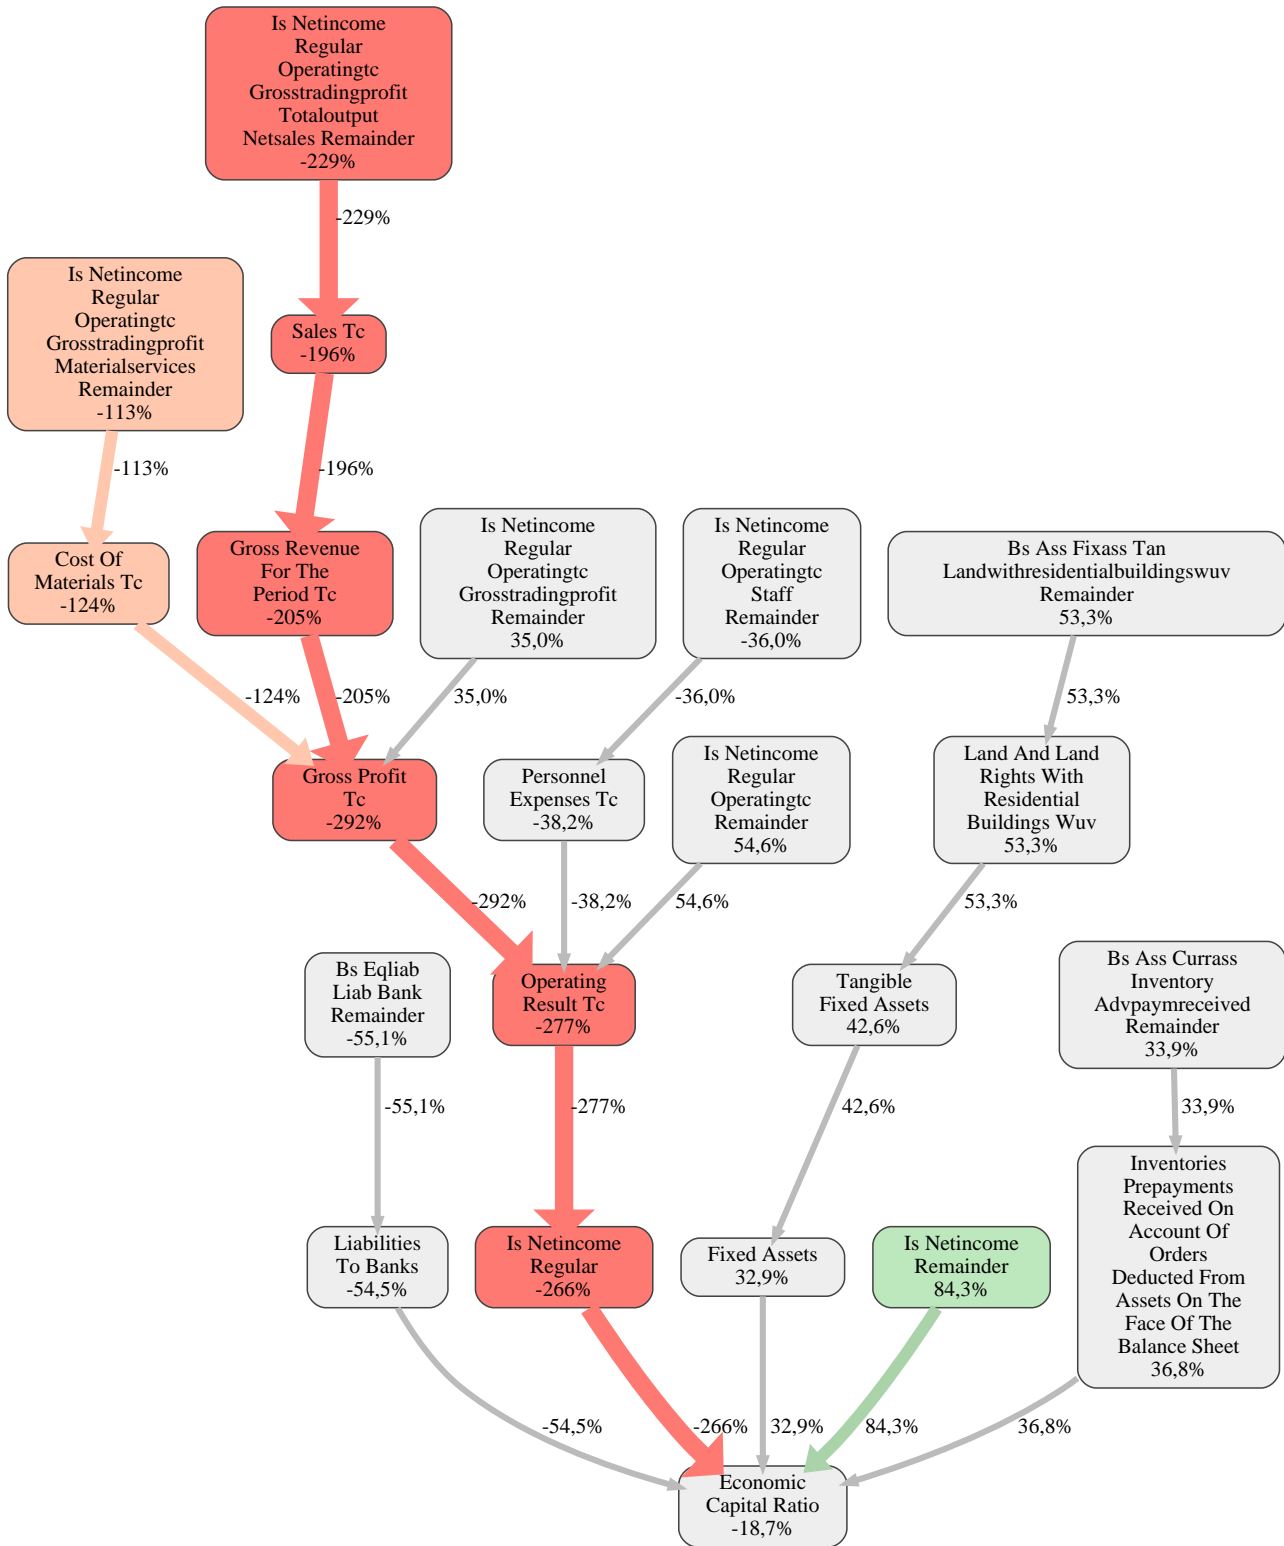 Is Netincome
Regular
Operatingtc
Grosstradingprofit
Totaloutput
Netsales Remainder
-229%
-229%
Is Netincome
Regular
Operatingtc
Grosstradingprofit
Materialservices
Remainder
-113%
Sales Tc
-196%
-113%
-196%
Cost Of
Materials Tc
-124%
Gross Revenue
For The
Period Tc
-205%
Is Netincome
Regular
Operatingtc
Grosstradingprofit
Remainder
35,0%
Is Netincome
Regular
Operatingtc
Staff
Remainder
-36,0%
Bs Ass Fixass Tan
Landwithresidentialbuildingswuv
Remainder
53,3%
-124%
-205%
35,0%
-36,0%
53,3%
Gross Profit
Tc
-292%
Personnel
Expenses Tc
-38,2%
Is Netincome
Regular
Operatingtc
Remainder
54,6%
Land And Land
Rights With
Residential
Buildings Wuv
53,3%
-292%
-38,2%
54,6%
53,3%
Bs Eqliab
Liab Bank
Remainder
-55,1%
Operating
Result Tc
-277%
Tangible
Fixed Assets
42,6%
Bs Ass Currass
Inventory
Advpaymreceived
Remainder
33,9%
-55,1%
-277%
42,6%
33,9%
Liabilities
To Banks
-54,5%
Is Netincome
Regular
-266%
Fixed Assets
32,9%
Is Netincome
Remainder
84,3%
Inventories
Prepayments
Received On
Account Of
Orders
Deducted From
Assets On The
Face Of The
Balance Sheet
36,8%
-54,5%
-266%
32,9%
84,3%
36,8%
Economic
Capital Ratio
-18,7%